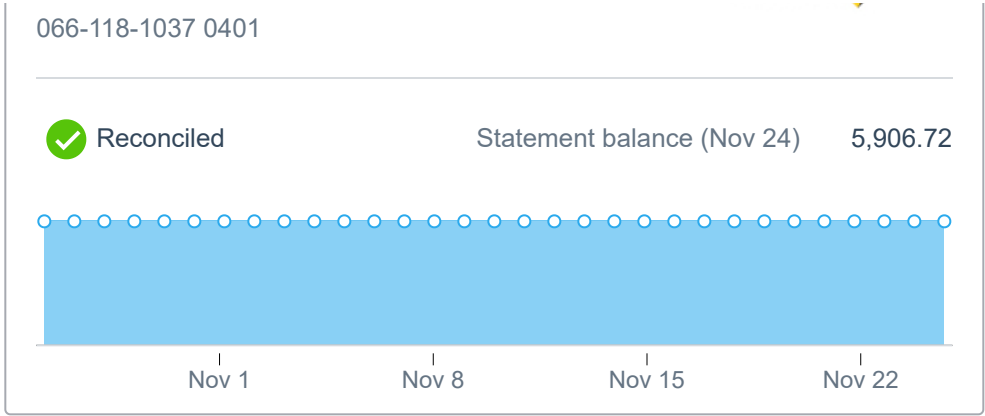 066-118-1037 0401
Reconciled Statement balance (Nov 24) 5,906.72
Nov 1 Nov 8 Nov 15 Nov 22